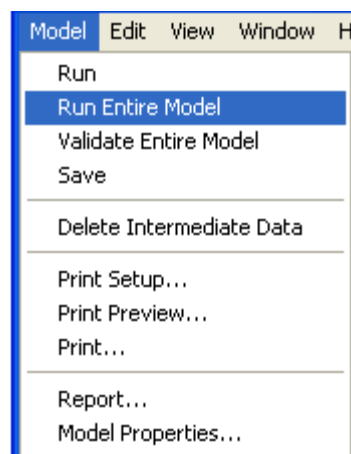 Model Edit View Window H
Run
Run Entire Model
Validate Entire Model
Save
Delete Intermediate Data
Print Setup...
Print Preview...
Print...
Report...
Model Properties...